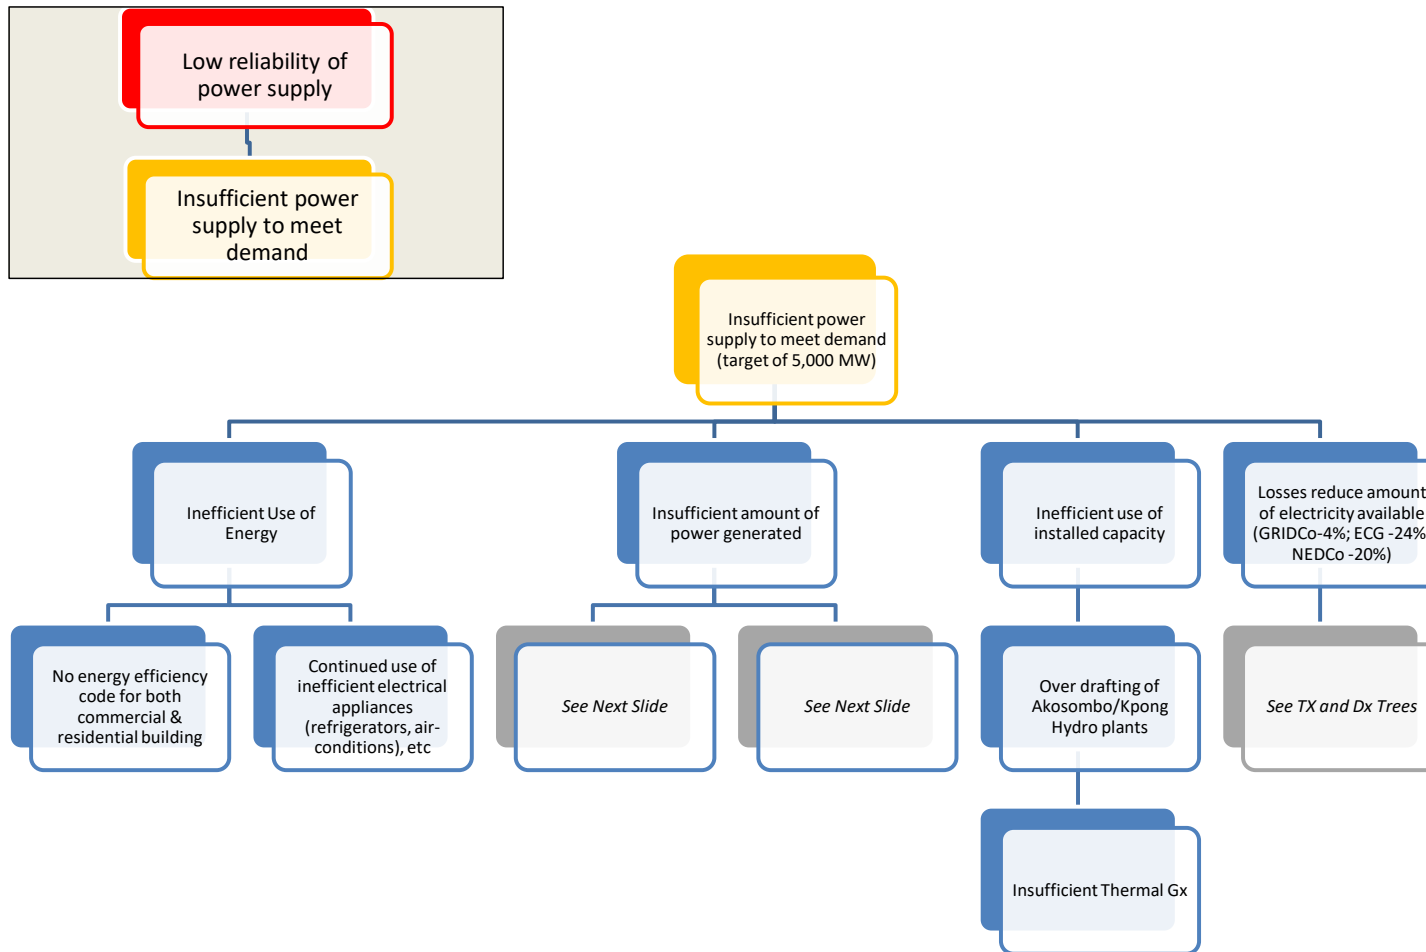 Low reliability of
power supply
Insufficient power
supply to meet
demand
Insufficient power
supply to meet demand
(target of 5,000 MW)
Inefficient Use of
Energy
Insufficient amount of
power generated
Inefficient use of
installed capacity
Losses reduce amount
of electricity available
(GRIDCo-4%; ECG -24%
NEDCo -20%)
No energy efficiency
code for both
commercial &
residential building
Continued use of
inefficient electrical
appliances
(refrigerators, air-
conditions), etc
See Next Slide
See Next Slide
Over drafting of
Akosombo/Kpong
Hydro plants
See TX and Dx Trees
Insufficient Thermal Gx